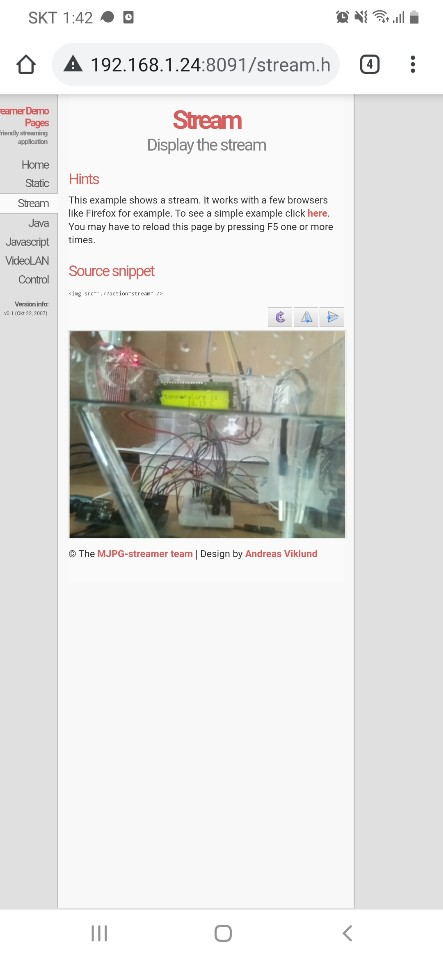 SKT 1:42
192.168.1.24:8091/stream.h
4
eamer Demo
Pages
friendly streaming
application
Home
Static
Stream
Java
Javascript
VideoLAN
Control
Version info:
v0.1 (Oct 22, 2007)
Stream
Display the stream
Hints
This example shows a stream. It works with a few browsers
like Firefox for example. To see a simple example click here.
You may have to reload this page by pressing F5 one or more
times.
Source snippet
<img src="./?action=stream" />
© The MJPG-streamer team | Design by Andreas Viklund